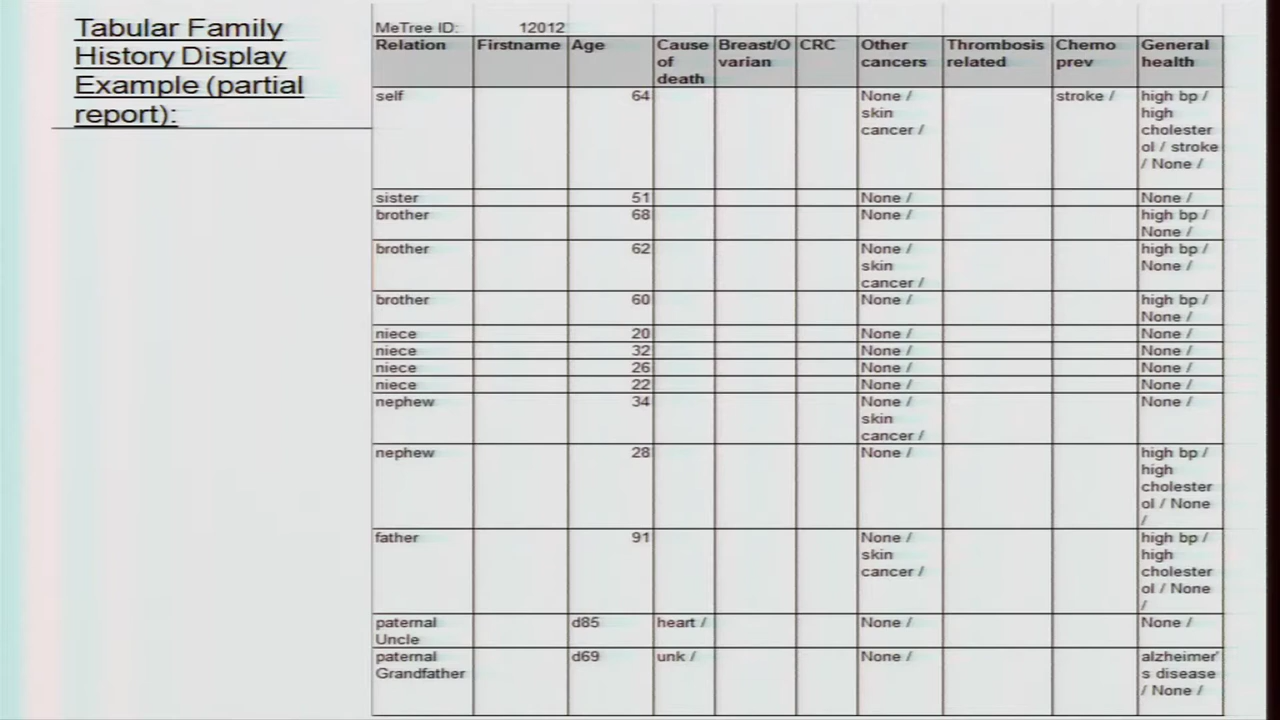 Tabular Family
History Display
Example (partial
report):
MeTree ID: 12012
Relation Firstname Age Cause of death Breast/Ovarian CRC Other cancers Thrombosis related Chemo prev General health
self 64 None / skin cancer / stroke / high bp / high cholesterol / stroke / None /
sister 51 None / None /
brother 68 None / high bp / None /
brother 62 None / skin cancer / high bp / None /
brother 60 None / high bp / None /
niece 20 None / None /
niece 32 None / None /
niece 26 None / None /
niece 22 None / None /
nephew 34 None / skin cancer / None /
nephew 28 None / high bp / high cholesterol / None /
father 91 None / skin cancer / high bp / high cholesterol / None /
paternal Uncle d85 heart / None / None /
paternal Grandfather d69 unk / None / alzheimer's disease / None /